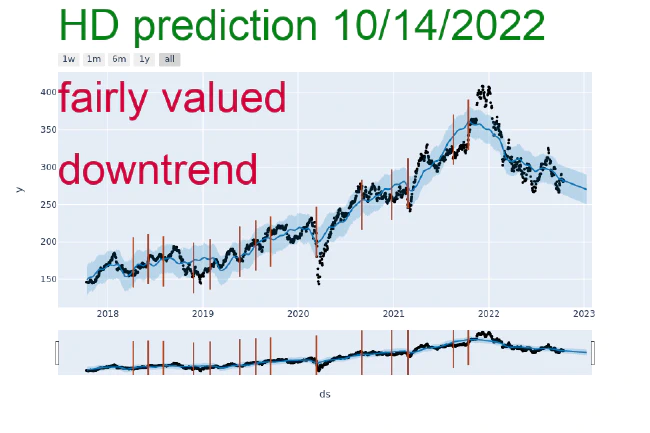 HD prediction 10/14/2022
1w 1m 6m 1y all
fairly valued
downtrend
400
350
300
250
200
150
y
2018 2019 2020 2021 2022 2023
ds